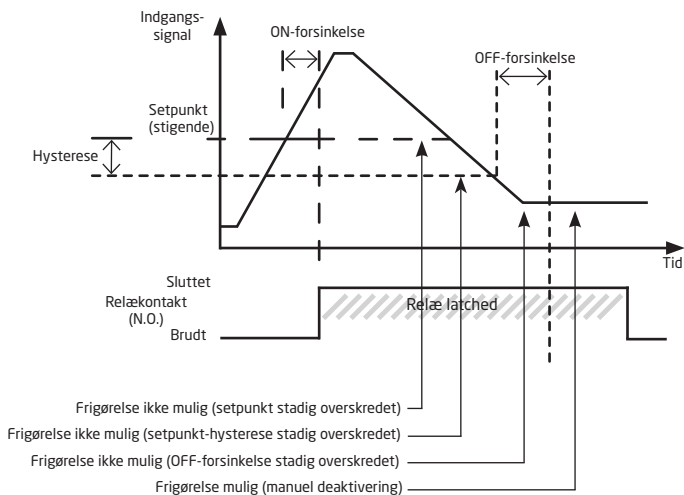 Indgangs-
signal
ON-forsinkelse
OFF-forsinkelse
Setpunkt
(stigende)
Hysterese
Tid
Sluttet
Relækontakt
(N.O.)
Brudt
Relæ latched
Frigørelse ikke mulig (setpunkt stadig overskredet)
Frigørelse ikke mulig (setpunkt-hysterese stadig overskredet)
Frigørelse ikke mulig (OFF-forsinkelse stadig overskredet)
Frigørelse mulig (manuel deaktivering)